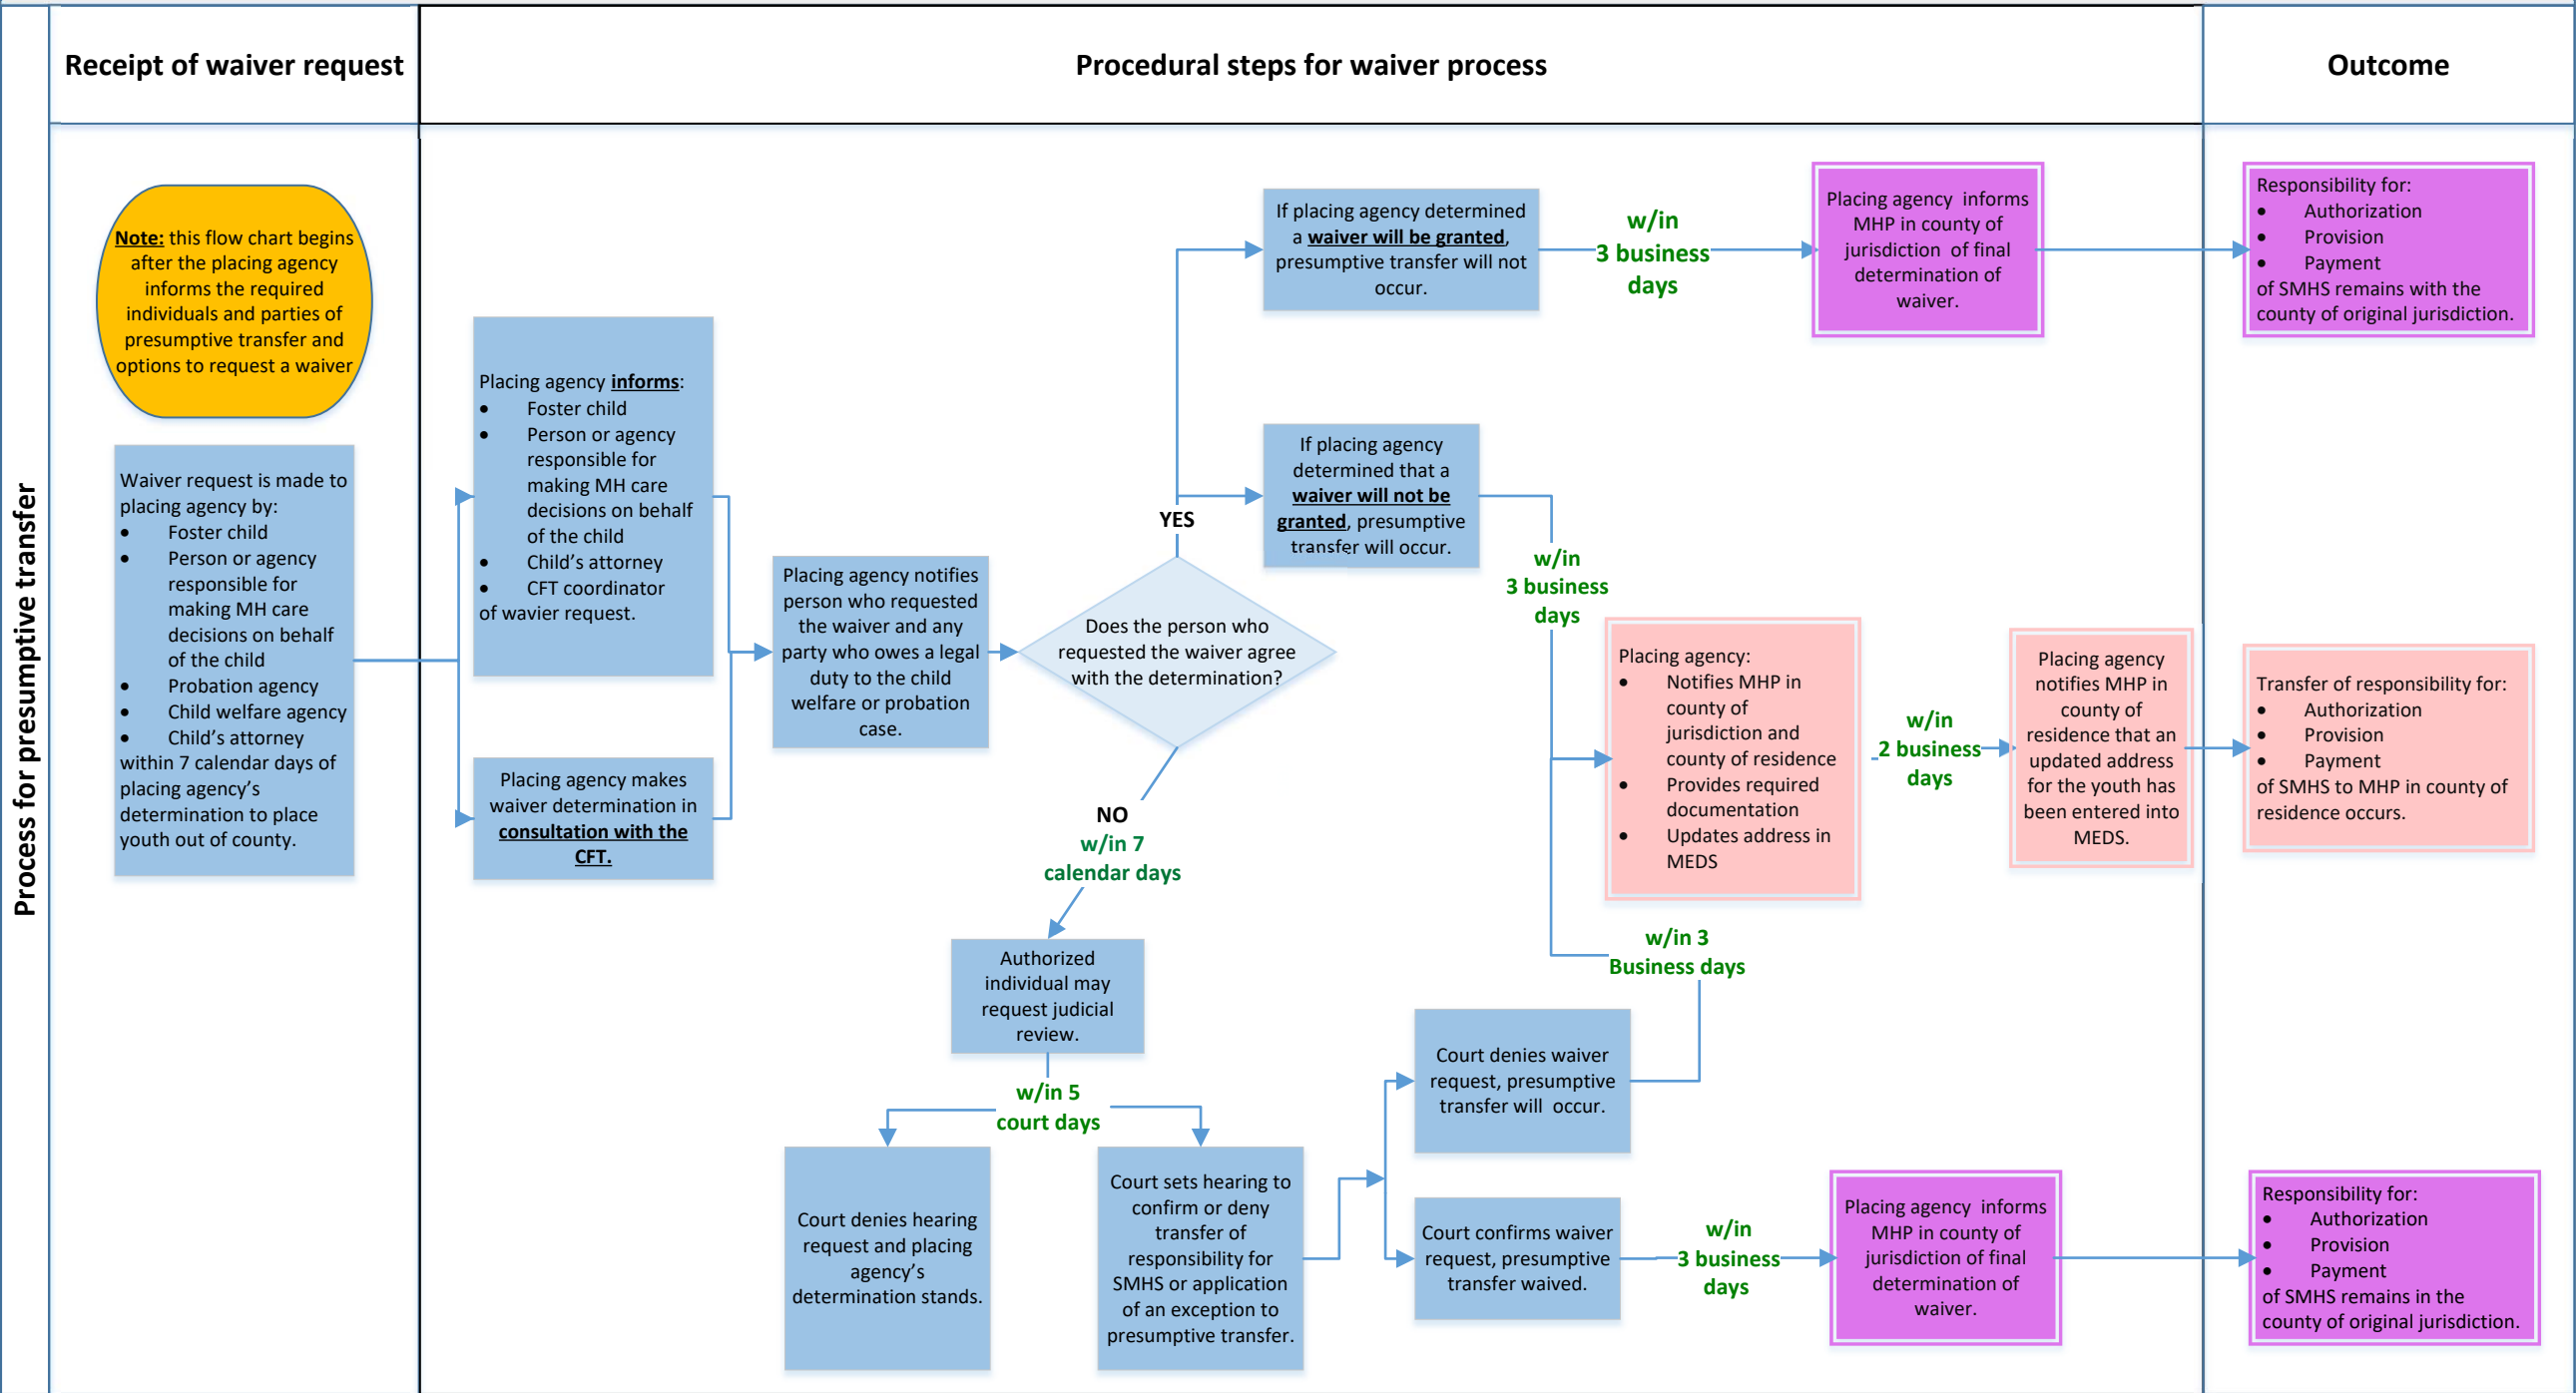 Receipt of waiver request
Procedural steps for waiver process
Outcome
Process for presumptive transfer
Note: this flow chart begins
after the placing agency
informs the required
individuals and parties of
presumptive transfer and
options to request a waiver
Waiver request is made to
placing agency by:
• Foster child
• Person or agency
responsible for
making MH care
decisions on behalf
of the child
• Probation agency
• Child welfare agency
• Child’s attorney
within 7 calendar days of
placing agency’s
determination to place
youth out of county.
Placing agency informs:
• Foster child
• Person or agency
responsible for
making MH care
decisions on behalf
of the child
• Child’s attorney
• CFT coordinator
of wavier request.
Placing agency makes
waiver determination in
consultation with the
CFT.
Placing agency notifies
person who requested
the waiver and any
party who owes a legal
duty to the child
welfare or probation
case.
Does the person who
requested the waiver agree
with the determination?
YES
If placing agency determined
a waiver will be granted,
presumptive transfer will not
occur.
w/in
3 business
days
Placing agency informs
MHP in county of
jurisdiction of final
determination of
waiver.
Responsibility for:
• Authorization
• Provision
• Payment
of SMHS remains with the
county of original jurisdiction.
If placing agency
determined that a
waiver will not be
granted, presumptive
transfer will occur.
w/in
3 business
days
Placing agency:
• Notifies MHP in
county of
jurisdiction and
county of residence
• Provides required
documentation
• Updates address in
MEDS
w/in
2 business
days
Placing agency
notifies MHP in
county of
residence that an
updated address
for the youth has
been entered into
MEDS.
Transfer of responsibility for:
• Authorization
• Provision
• Payment
of SMHS to MHP in county of
residence occurs.
NO
w/in 7
calendar days
Authorized
individual may
request judicial
review.
w/in 5
court days
Court denies hearing
request and placing
agency’s
determination stands.
Court sets hearing to
confirm or deny
transfer of
responsibility for
SMHS or application
of an exception to
presumptive transfer.
Court denies waiver
request, presumptive
transfer will occur.
w/in 3
Business days
Court confirms waiver
request, presumptive
transfer waived.
w/in
3 business
days
Placing agency informs
MHP in county of
jurisdiction of final
determination of
waiver.
Responsibility for:
• Authorization
• Provision
• Payment
of SMHS remains in the
county of original jurisdiction.